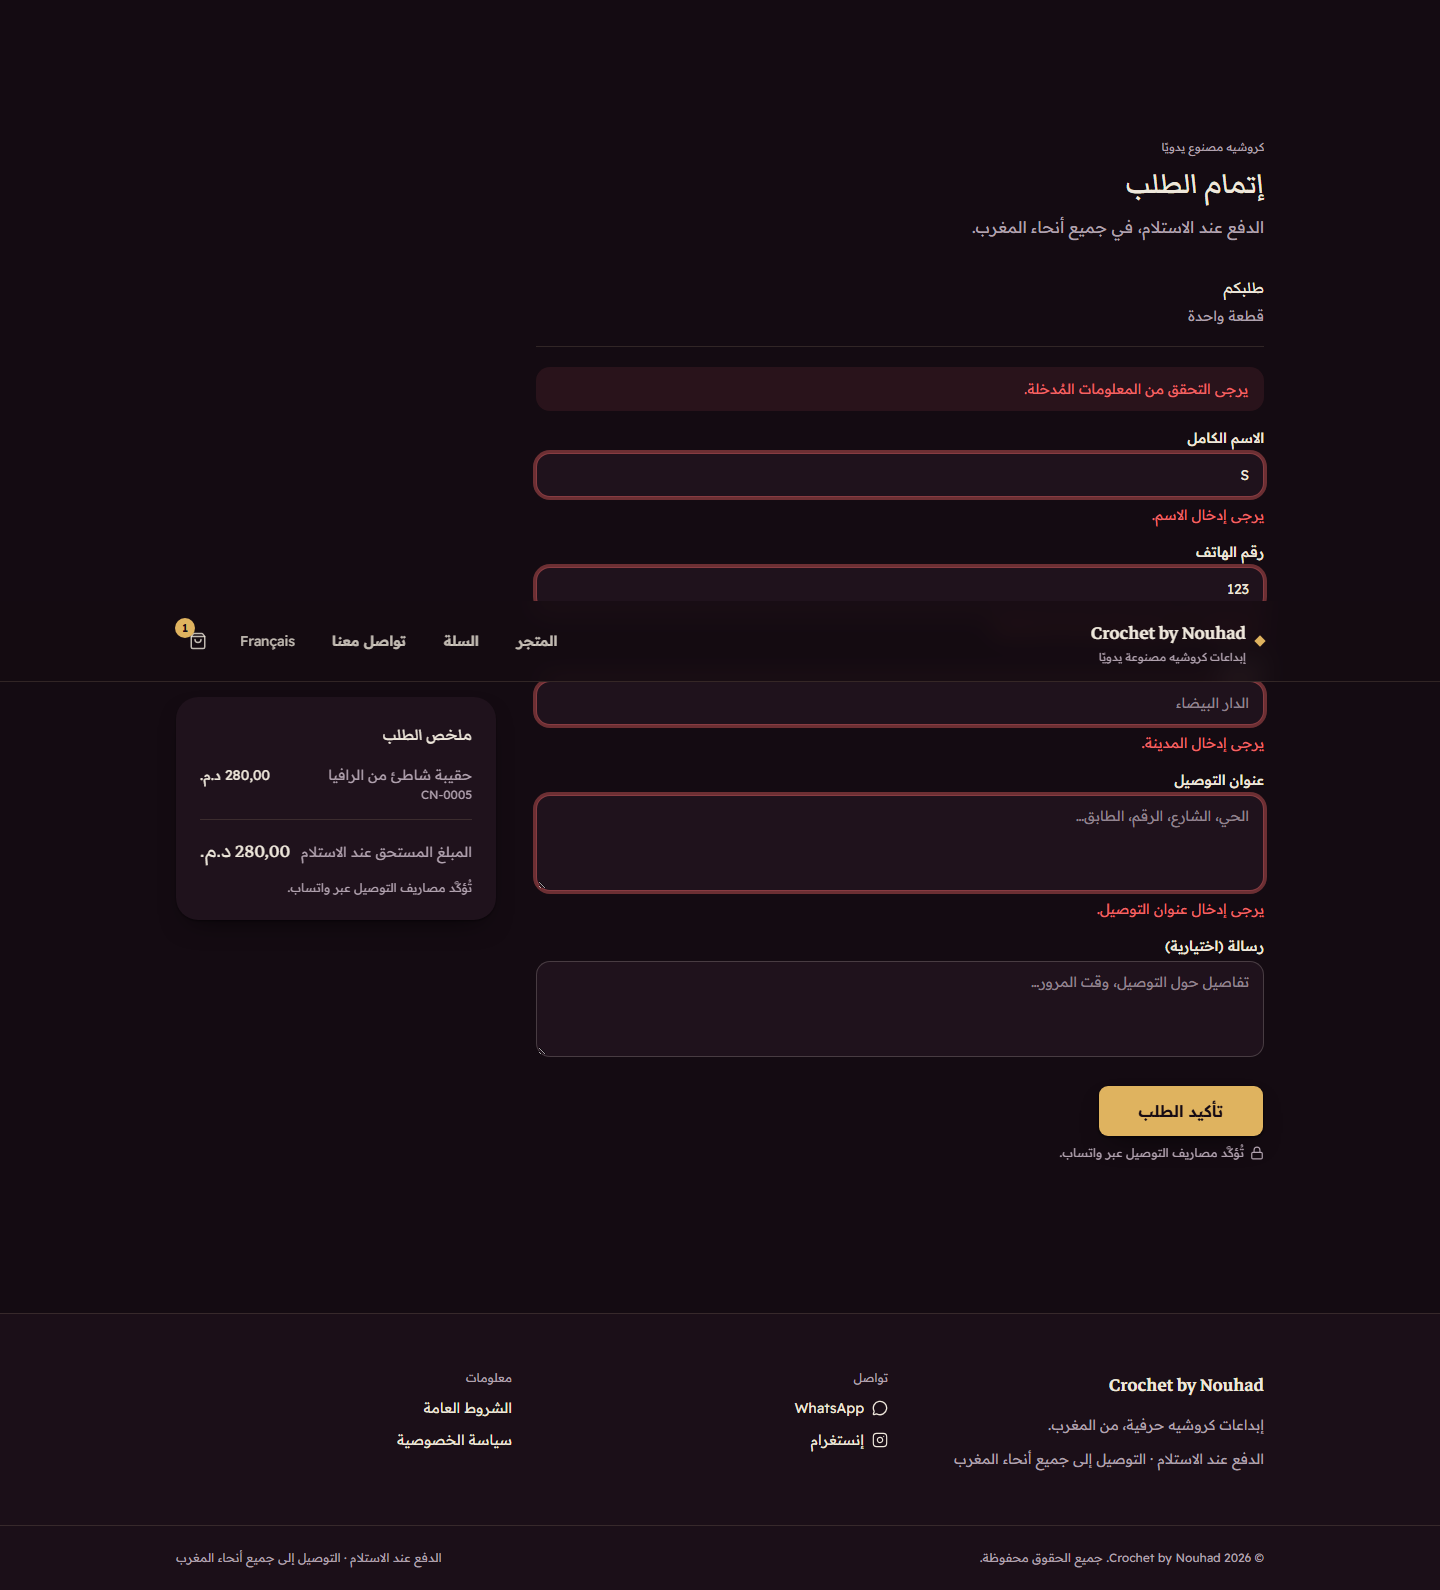 كروشيه مصنوع يدويًا
إتمام الطلب
الدفع عند الاستلام، في جميع أنحاء المغرب.
طلبكم
قطعة واحدة
يرجى التحقق من المعلومات المُدخلة.
الاسم الكامل
S
يرجى إدخال الاسم.
رقم الهاتف
123
Crochet by Nouhad
إبداعات كروشيه مصنوعة يدويًا
المتجر
السلة
تواصل معنا
Français
1
الدار البيضاء
يرجى إدخال المدينة.
عنوان التوصيل
الحي، الشارع، الرقم، الطابق...
يرجى إدخال عنوان التوصيل.
رسالة (اختيارية)
تفاصيل حول التوصيل، وقت المرور...
تأكيد الطلب
تُؤكَّد مصاريف التوصيل عبر واتساب.
ملخص الطلب
حقيبة شاطئ من الرافيا 280,00 د.م.
CN-0005
المبلغ المستحق عند الاستلام 280,00 د.م.
تُؤكَّد مصاريف التوصيل عبر واتساب.
Crochet by Nouhad
إبداعات كروشيه حرفية، من المغرب.
الدفع عند الاستلام · التوصيل إلى جميع أنحاء المغرب
تواصل
WhatsApp
إنستغرام
معلومات
الشروط العامة
سياسة الخصوصية
© 2026 Crochet by Nouhad. جميع الحقوق محفوظة.
الدفع عند الاستلام · التوصيل إلى جميع أنحاء المغرب